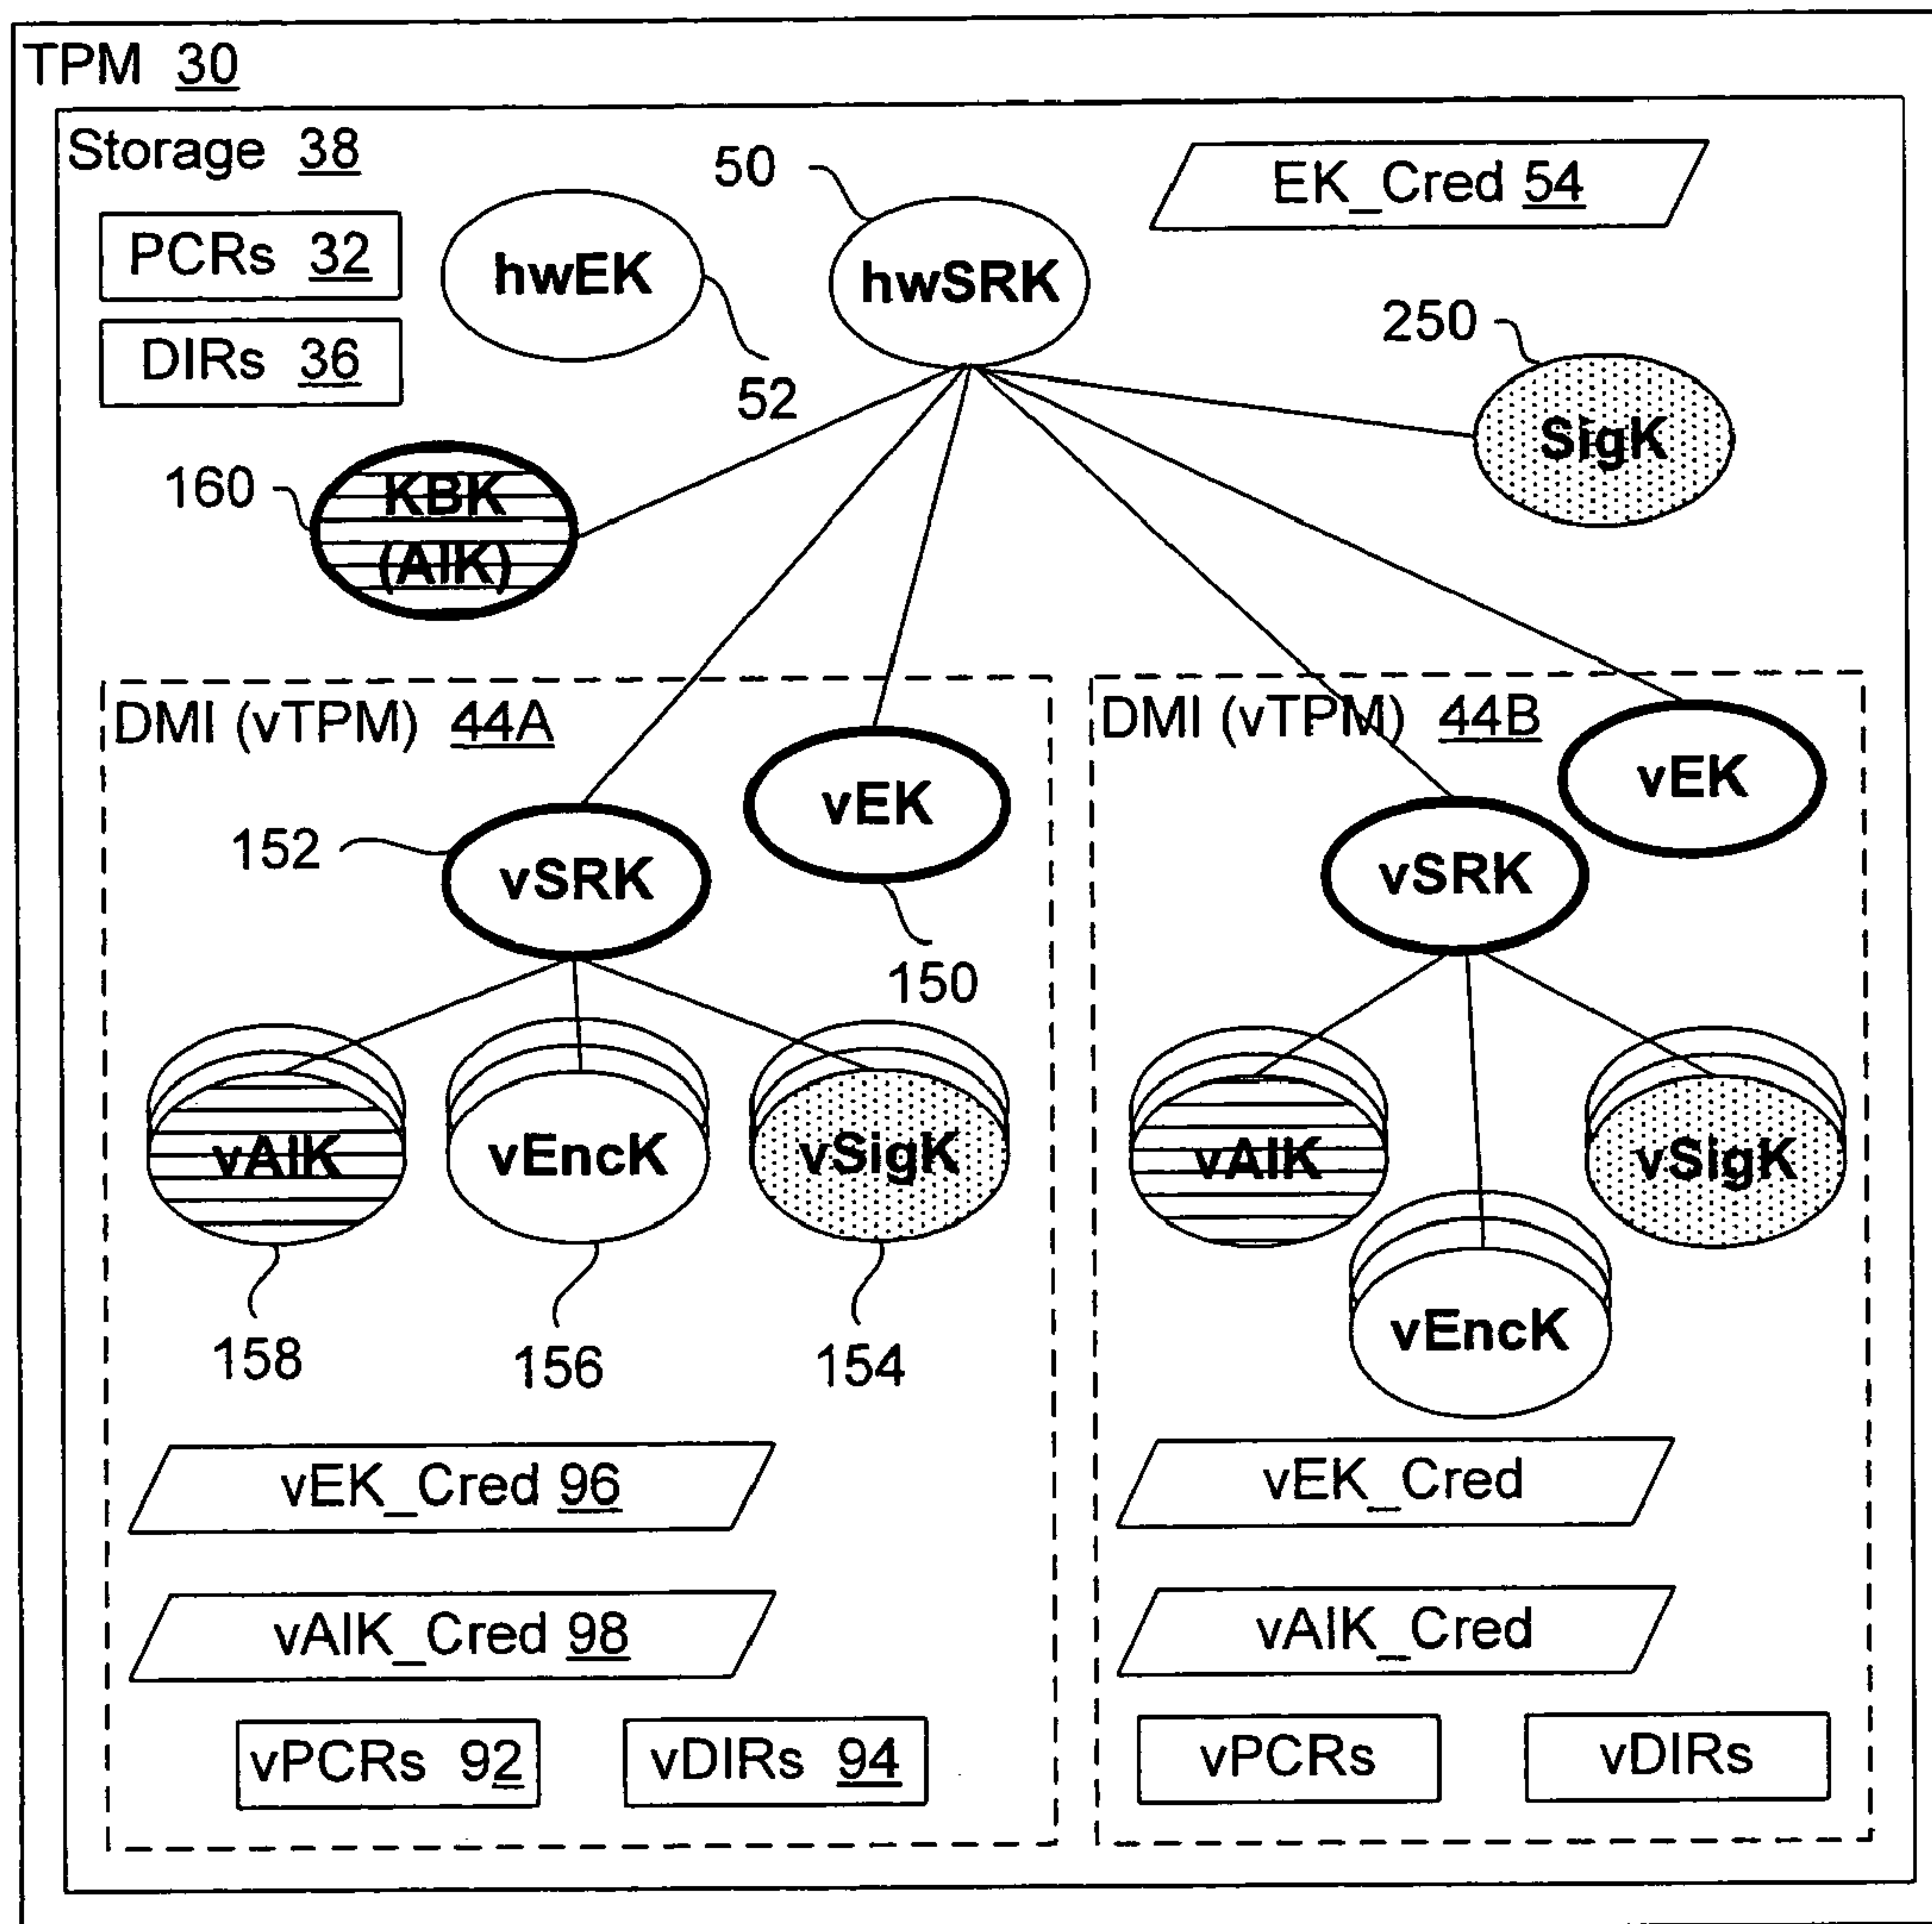 TPM 30
Storage 38
50
EK_Cred 54
PCRs 32
hwEK
hwSRK
DIRs 36
52
250
SigK
160
KBK
(AIK)
DMI (vTPM) 44A
DMI (vTPM) 44B
vEK
vEK
152
vSRK
vSRK
150
vAIK
vEncK
vSigK
vAIK
vSigK
vEncK
158
156
154
vEK_Cred 96
vEK_Cred
vAIK_Cred 98
vAIK_Cred
vPCRs 92
vDIRs 94
vPCRs
vDIRs